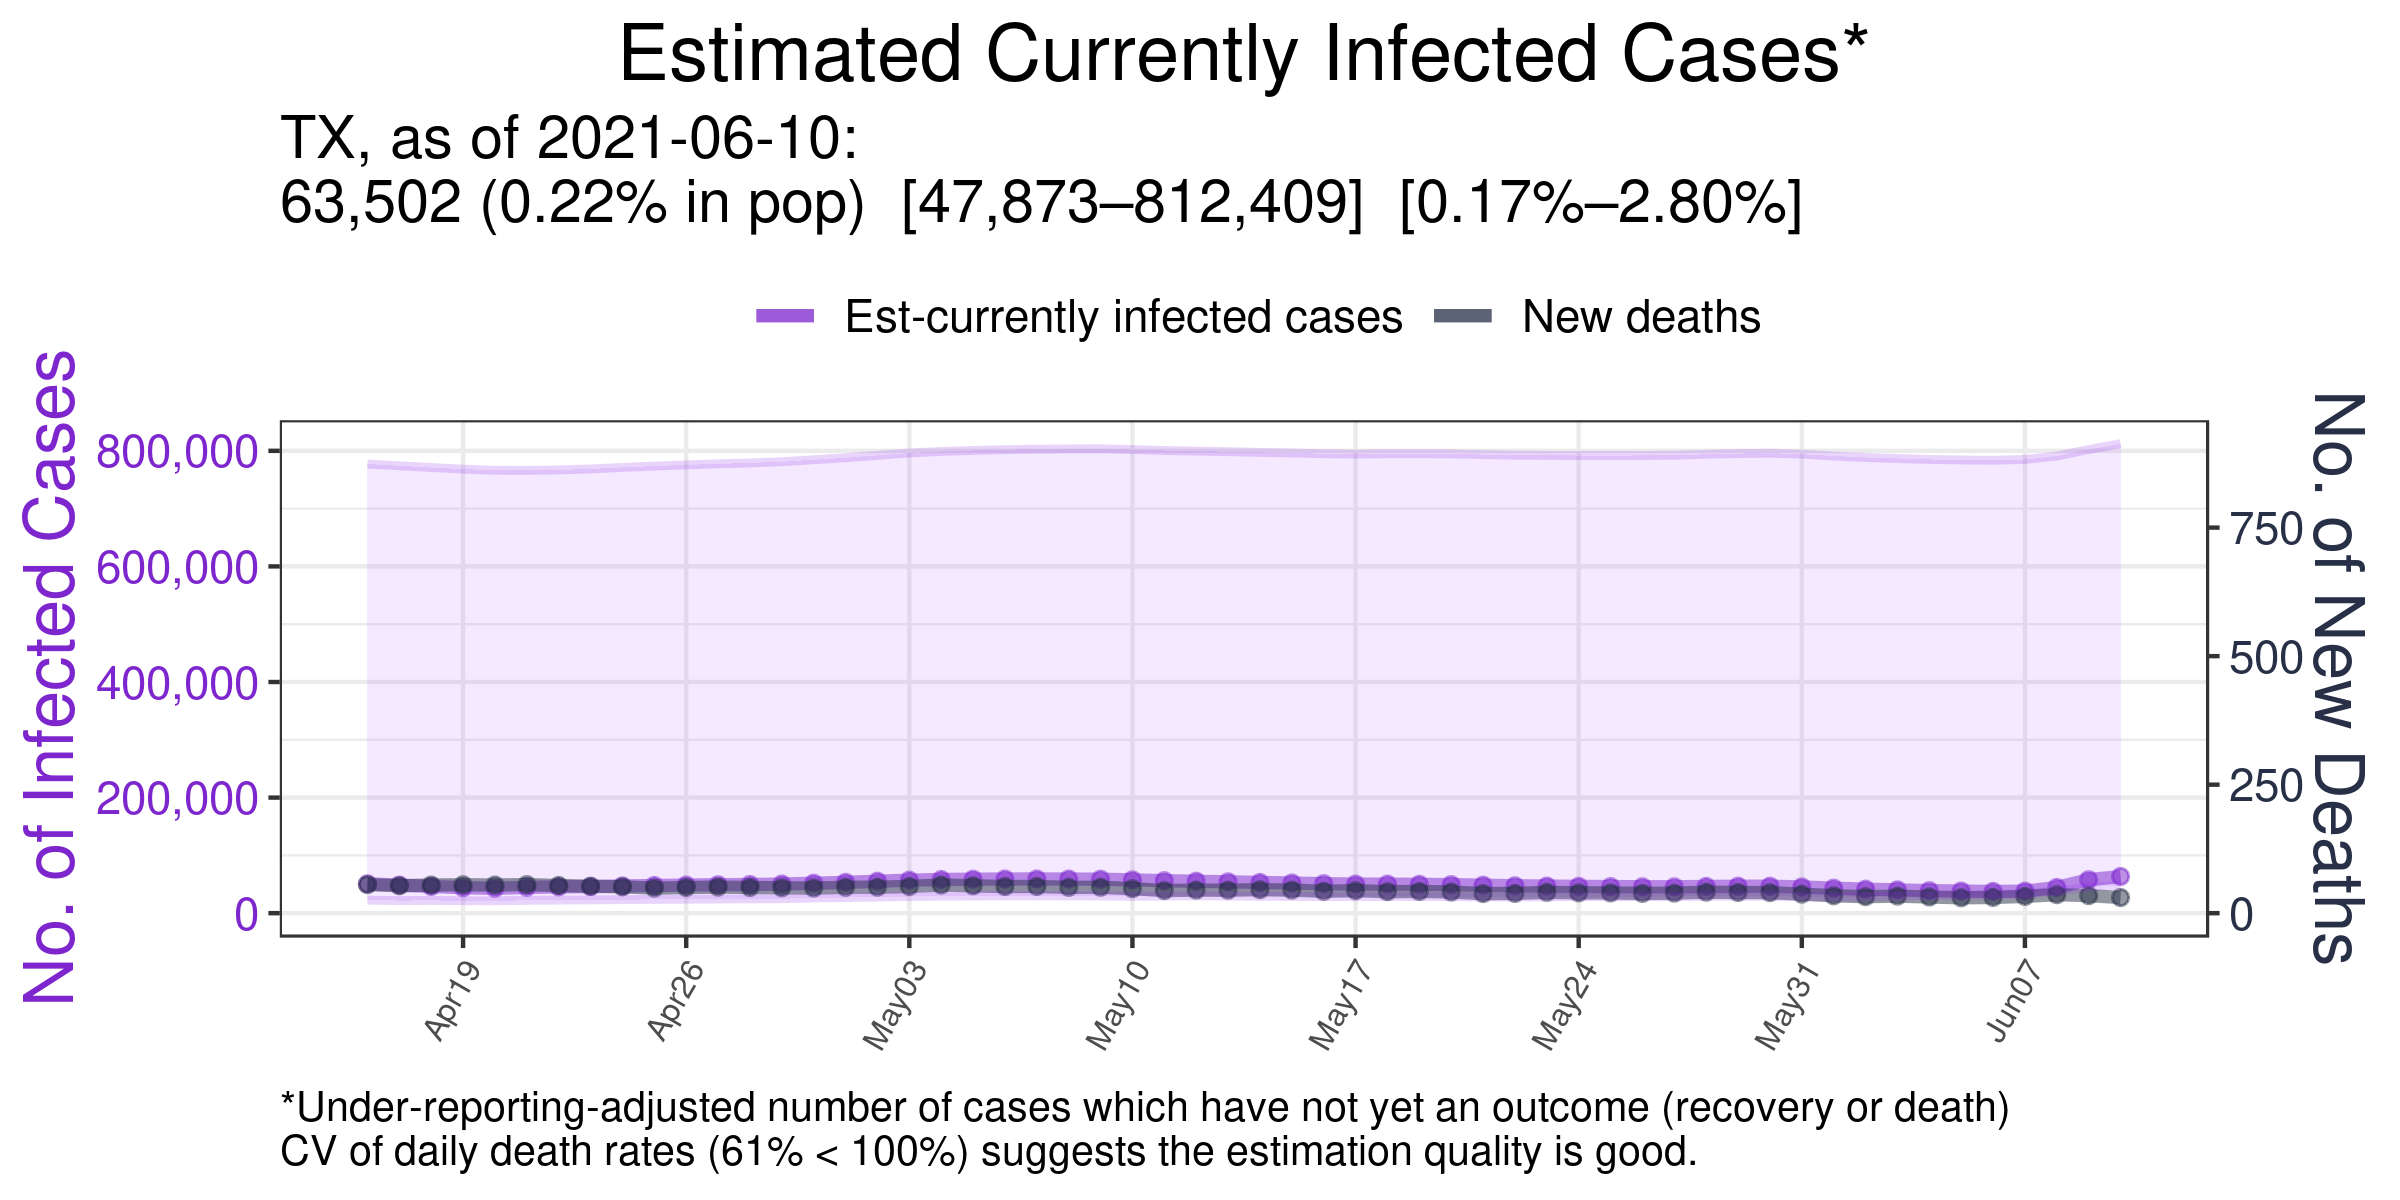 Estimated Currently Infected Cases*
TX, as of 2021-06-10:
63,502 (0.22% in pop)  [47,873–812,409]  [0.17%–2.80%]
Est-currently infected cases
New deaths
No. of Infected Cases
800,000
600,000
400,000
200,000
0
750
500
250
0
No. of New Deaths
Apr19
Apr26
May03
May10
May17
May24
May31
Jun07
*Under-reporting-adjusted number of cases which have not yet an outcome (recovery or death)
CV of daily death rates (61% < 100%) suggests the estimation quality is good.